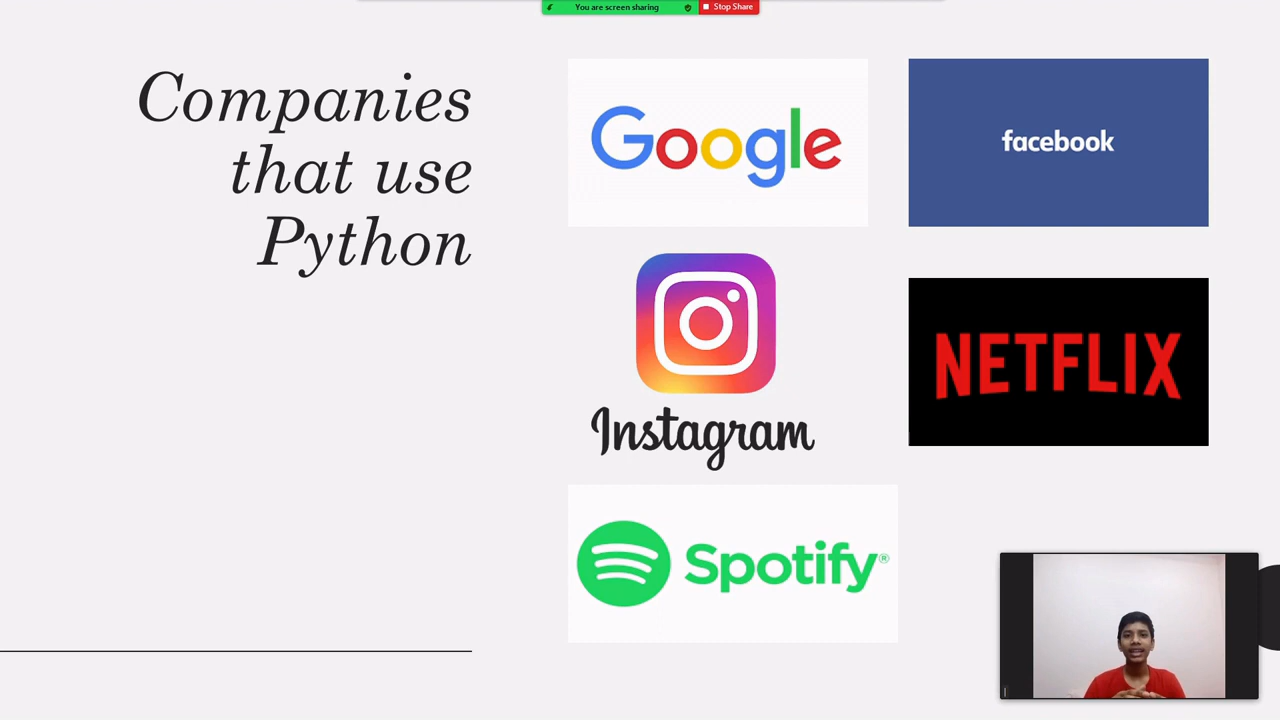 You are screen sharing
Stop Share
Companies
that use
Python
Google
facebook
Instagram
NETFLIX
Spotify®